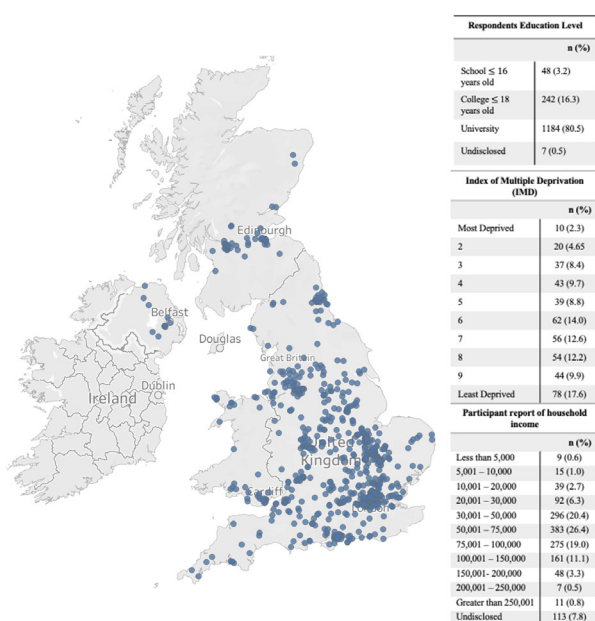 Respondents Education Level
n (%)
School ≤ 16 years old 48 (3.2)
College ≤ 18 years old 242 (16.3)
University 1184 (80.5)
Undisclosed 7 (0.5)
Index of Multiple Deprivation
(IMD)
n (%)
Most Deprived 10 (2.3)
2 20 (4.65
3 37 (8.4)
4 43 (9.7)
5 39 (8.8)
6 62 (14.0)
7 56 (12.6)
8 54 (12.2)
9 44 (9.9)
Least Deprived 78 (17.6)
Participant report of household
income
n (%)
Less than 5,000 9 (0.6)
5,001 – 10,000 15 (1.0)
10,001 – 20,000 39 (2.7)
20,001 – 30,000 92 (6.3)
30,001 – 50,000 296 (20.4)
50,001 – 75,000 383 (26.4)
75,001 – 100,000 275 (19.0)
100,001 – 150,000 161 (11.1)
150,001- 200,000 48 (3.3)
200,001 – 250,000 7 (0.5)
Greater than 250,001 11 (0.8)
Undisclosed 113 (7.8)
Edinburgh
Belfast
Douglas
Great Britain
Dublin
Ireland
United
Kingdom
Cardiff
London